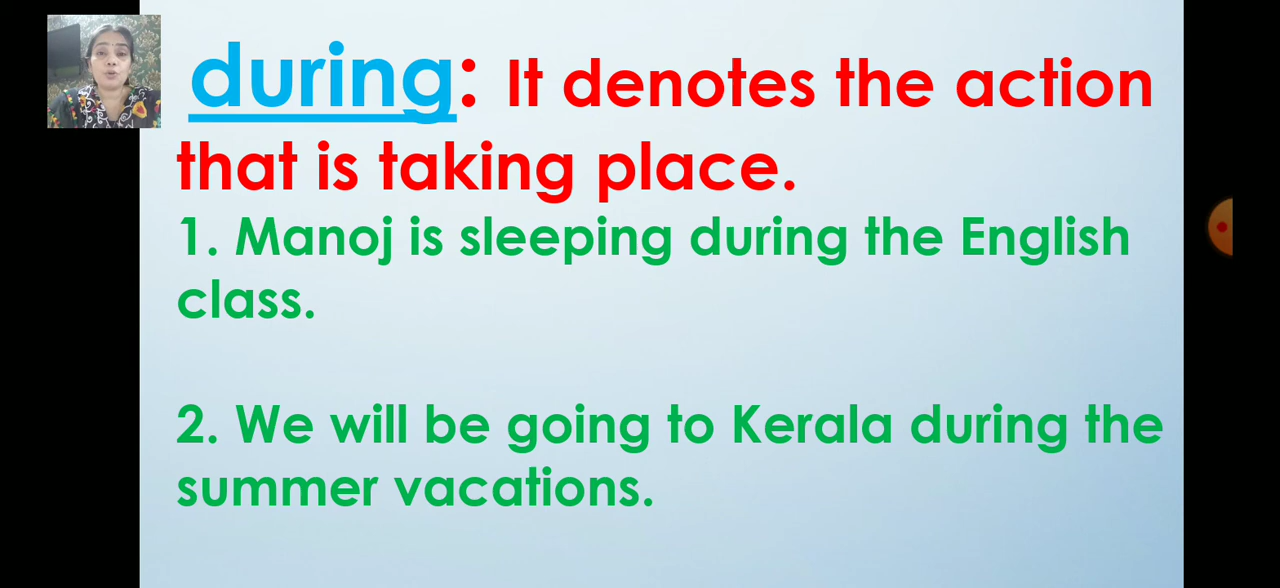 during: It denotes the action
that is taking place.
1. Manoj is sleeping during the English
class.
2. We will be going to Kerala during the
summer vacations.